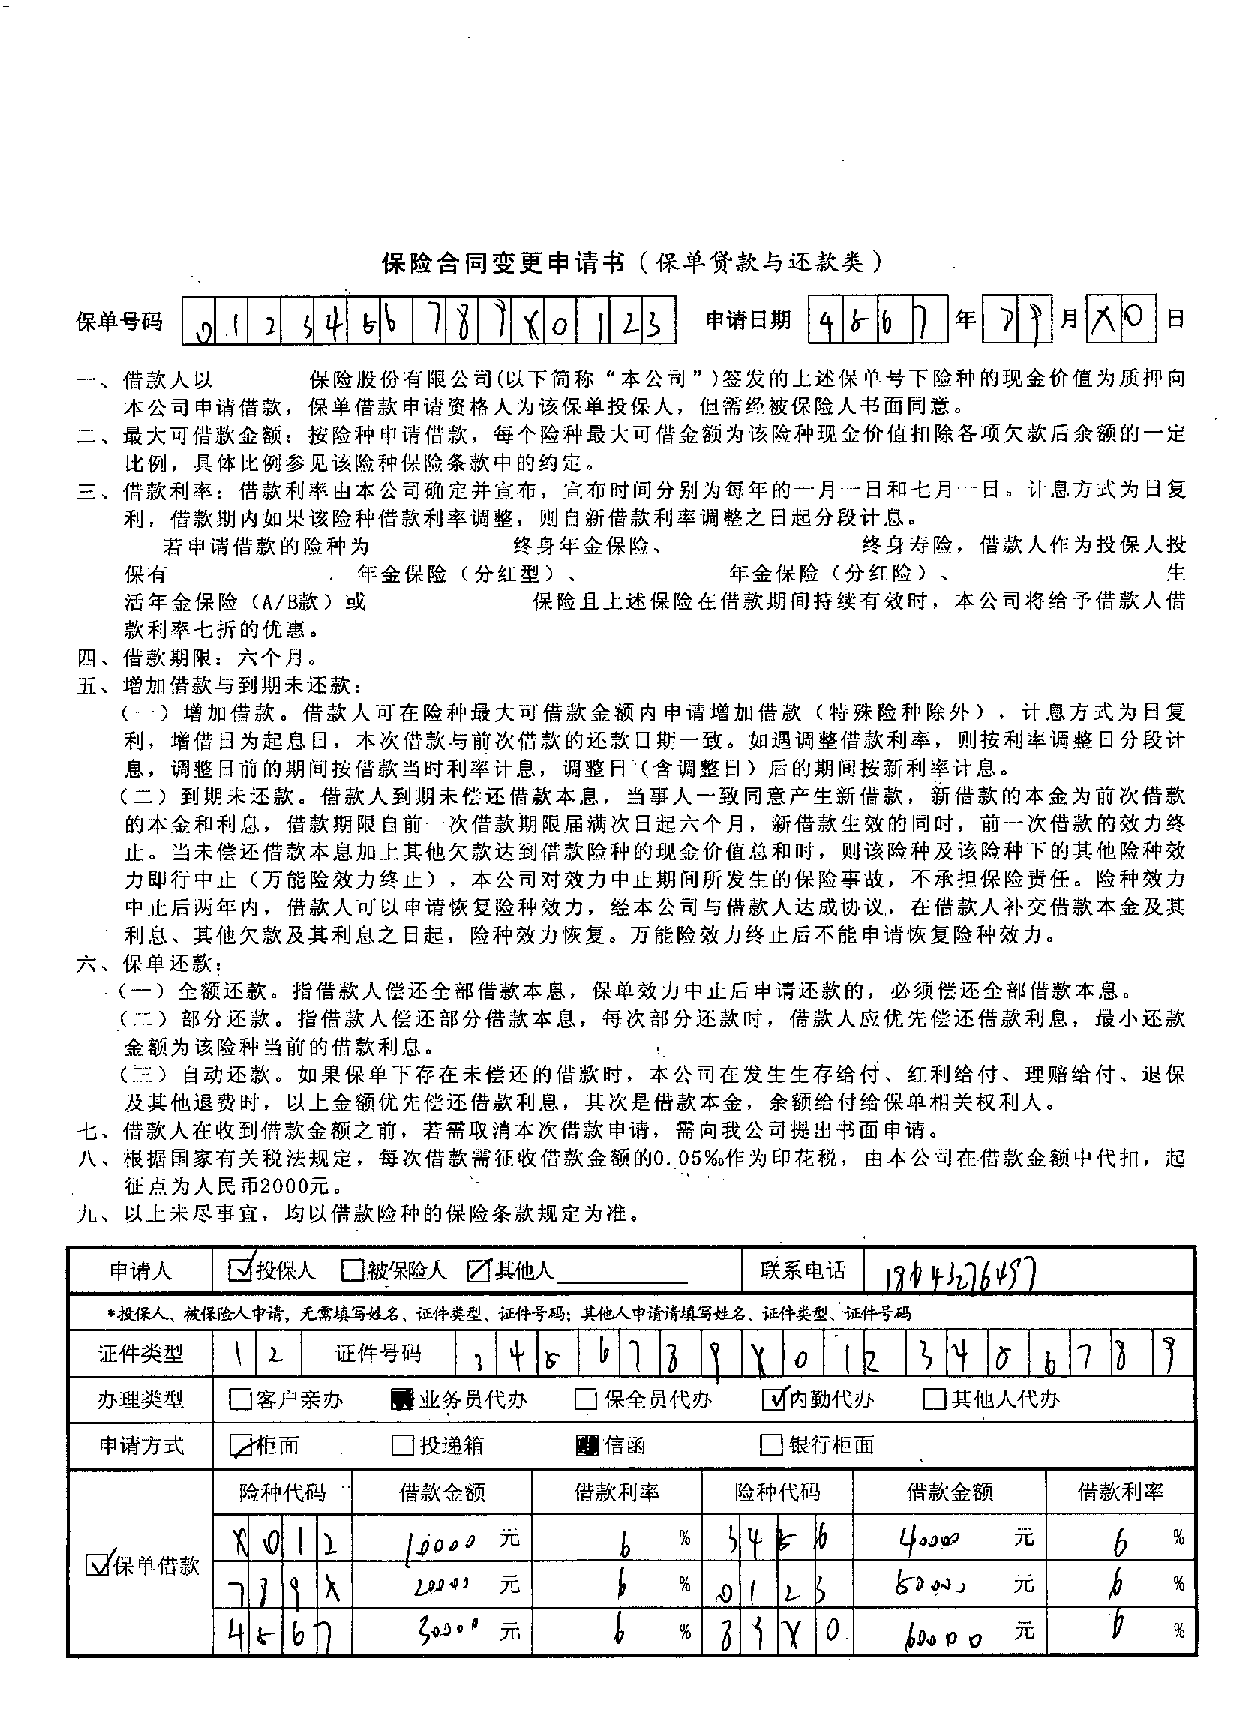 保险合同变更申请书（保单贷款与还款类）
保单号码 0 1 2 3 4 5 6 7 8 9 X 0 1 2 3 申请日期 4 5 6 7 年 7 9 月 X 0 日
一、借款人以 保险股份有限公司(以下简称“本公司”)签发的上述保单号下险种的现金价值为质押向
本公司申请借款，保单借款申请资格人为该保单投保人，但需经被保险人书面同意。
二、最大可借款金额：按险种申请借款，每个险种最大可借金额为该险种现金价值扣除各项欠款后余额的一定
比例，具体比例参见该险种保险条款中的约定。
三、借款利率：借款利率由本公司确定并宣布，宣布时间分别为每年的一月一日和七月一日。计息方式为日复
利，借款期内如果该险种借款利率调整，则自新借款利率调整之日起分段计息。
若申请借款的险种为 终身年金保险、 终身寿险，借款人作为投保人投
保有 年金保险（分红型）、 年金保险（分红险）、 生
活年金保险（A/B款）或 保险且上述保险在借款期间持续有效时，本公司将给予借款人借
款利率七折的优惠。
四、借款期限：六个月。
五、增加借款与到期未还款：
（一）增加借款。借款人可在险种最大可借款金额内申请增加借款（特殊险种除外），计息方式为日复
利，增借日为起息日，本次借款与前次借款的还款日期一致。如遇调整借款利率，则按利率调整日分段计
息，调整日前的期间按借款当时利率计息，调整日（含调整日）后的期间按新利率计息。
（二）到期未还款。借款人到期未偿还借款本息，当事人一致同意产生新借款，新借款的本金为前次借款
的本金和利息，借款期限自前一次借款期限届满次日起六个月，新借款生效的同时，前一次借款的效力终
止。当未偿还借款本息加上其他欠款达到借款险种的现金价值总和时，则该险种及该险种下的其他险种效
力即行中止（万能险效力终止），本公司对效力中止期间所发生的保险事故，不承担保险责任。险种效力
中止后两年内，借款人可以申请恢复险种效力，经本公司与借款人达成协议，在借款人补交借款本金及其
利息、其他欠款及其利息之日起，险种效力恢复。万能险效力终止后不能申请恢复险种效力。
六、保单还款：
（一）全额还款。指借款人偿还全部借款本息，保单效力中止后申请还款的，必须偿还全部借款本息。
（二）部分还款。指借款人偿还部分借款本息，每次部分还款时，借款人应优先偿还借款利息，最小还款
金额为该险种当前的借款利息。
（三）自动还款。如果保单下存在未偿还的借款时，本公司在发生生存给付、红利给付、理赔给付、退保
及其他退费时，以上金额优先偿还借款利息，其次是借款本金，余额给付给保单相关权利人。
七、借款人在收到借款金额之前，若需取消本次借款申请，需向我公司提出书面申请。
八、根据国家有关税法规定，每次借款需征收借款金额的0.05‰作为印花税，由本公司在借款金额中代扣，起
征点为人民币2000元。
九、以上未尽事宜，均以借款险种的保险条款规定为准。
申请人 投保人 被保险人 其他人 联系电话
*投保人、被保险人申请，无需填写姓名、证件类型、证件号码；其他人申请请填写姓名、证件类型、证件号码
证件类型 1 2 证件号码 3 4 5 6 7 8 9 X 0 1 2 3 4 5 6 7 8 9
办理类型 客户亲办 业务员代办 保全员代办 内勤代办 其他人代办
申请方式 柜面 投递箱 信函 银行柜面
险种代码 借款金额 借款利率 险种代码 借款金额 借款利率
X 0 1 2 10000 元 6 % 3 4 5 6 40000 元 6 %
保单借款
7 8 9 X 20000 元 6 % 0 1 2 3 50000 元 6 %
4 5 6 7 30000 元 6 % 8 9 X 0 60000 元 6 %